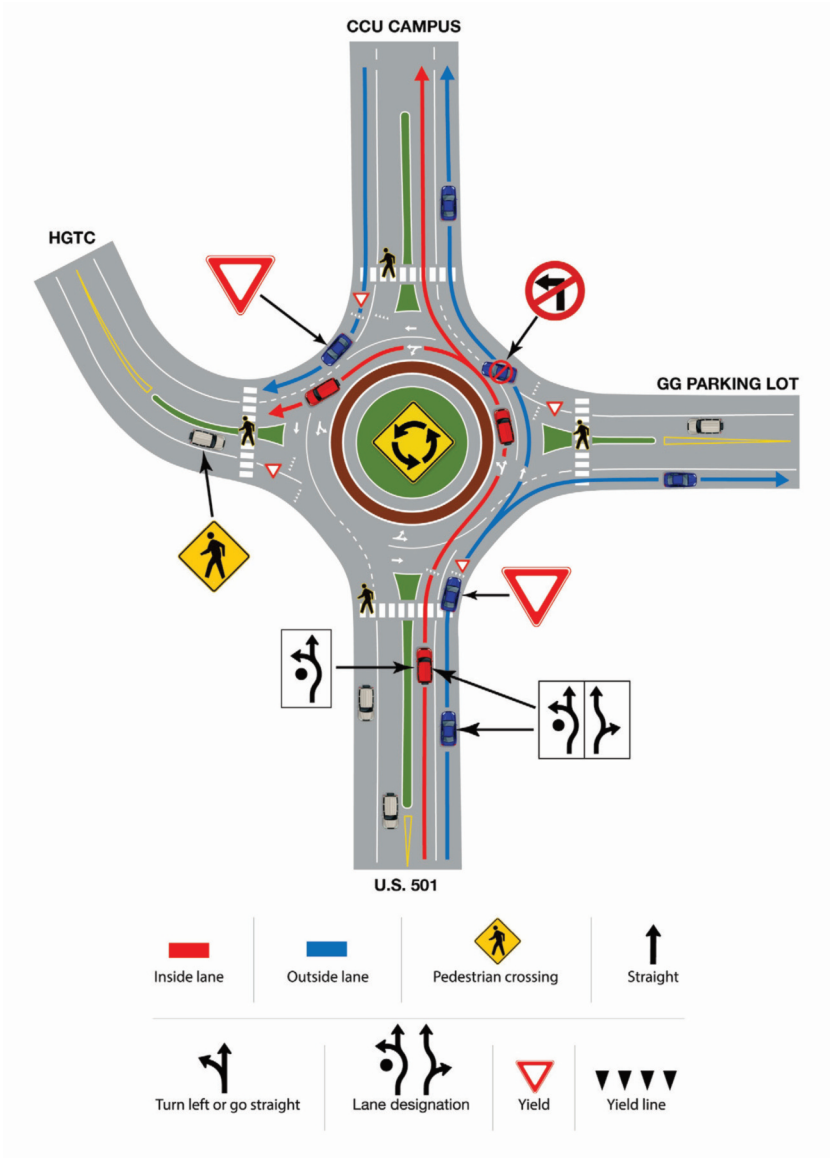 CCU CAMPUS
HGTC
GG PARKING LOT
U.S. 501
Inside lane
Outside lane
Pedestrian crossing
Straight
Turn left or go straight
Lane designation
Yield
Yield line